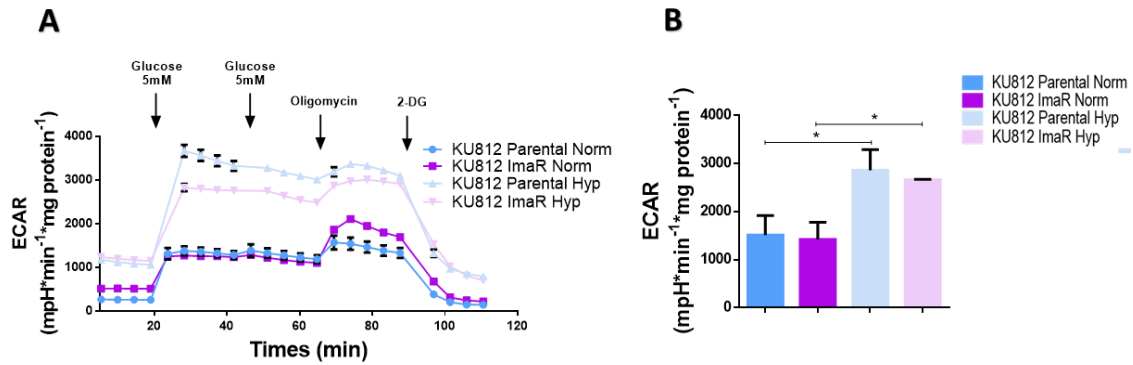 A
Glucose
5mM
Glucose
5mM
Oligomycin
2-DG
4000
3000
2000
1000
0
20
40
60
80
100
120
ECAR
(mpH*min⁻¹*mg protein⁻¹)
Times (min)
KU812 Parental Norm
KU812 ImaR Norm
KU812 Parental Hyp
KU812 ImaR Hyp
B
KU812 Parental Norm
KU812 ImaR Norm
KU812 Parental Hyp
KU812 ImaR Hyp
4000
3000
2000
1000
0
ECAR
(mpH*min⁻¹*mg protein⁻¹)
*
*